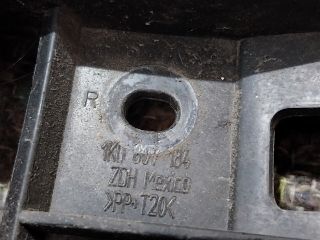 R
1K0 807 184
ZDH Mexico
>PP+T20<